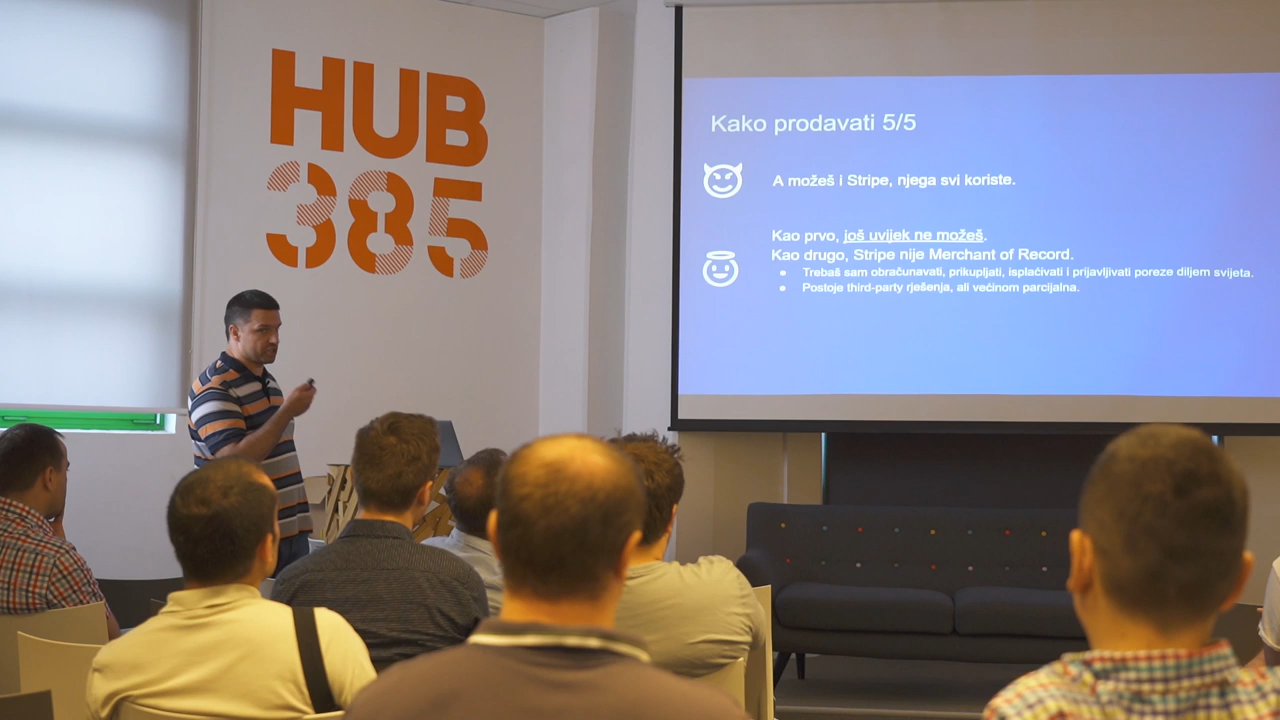 HUB
385
Kako prodavati 5/5
A možeš i Stripe, njega svi koriste.
Kao prvo, još uvijek ne možeš.
Kao drugo, Stripe nije Merchant of Record.
Trebaš sam obračunavati, prikupljati, isplaćivati i prijavljivati poreze diljem svijeta.
Postoje third-party rješenja, ali većinom parcijalna.